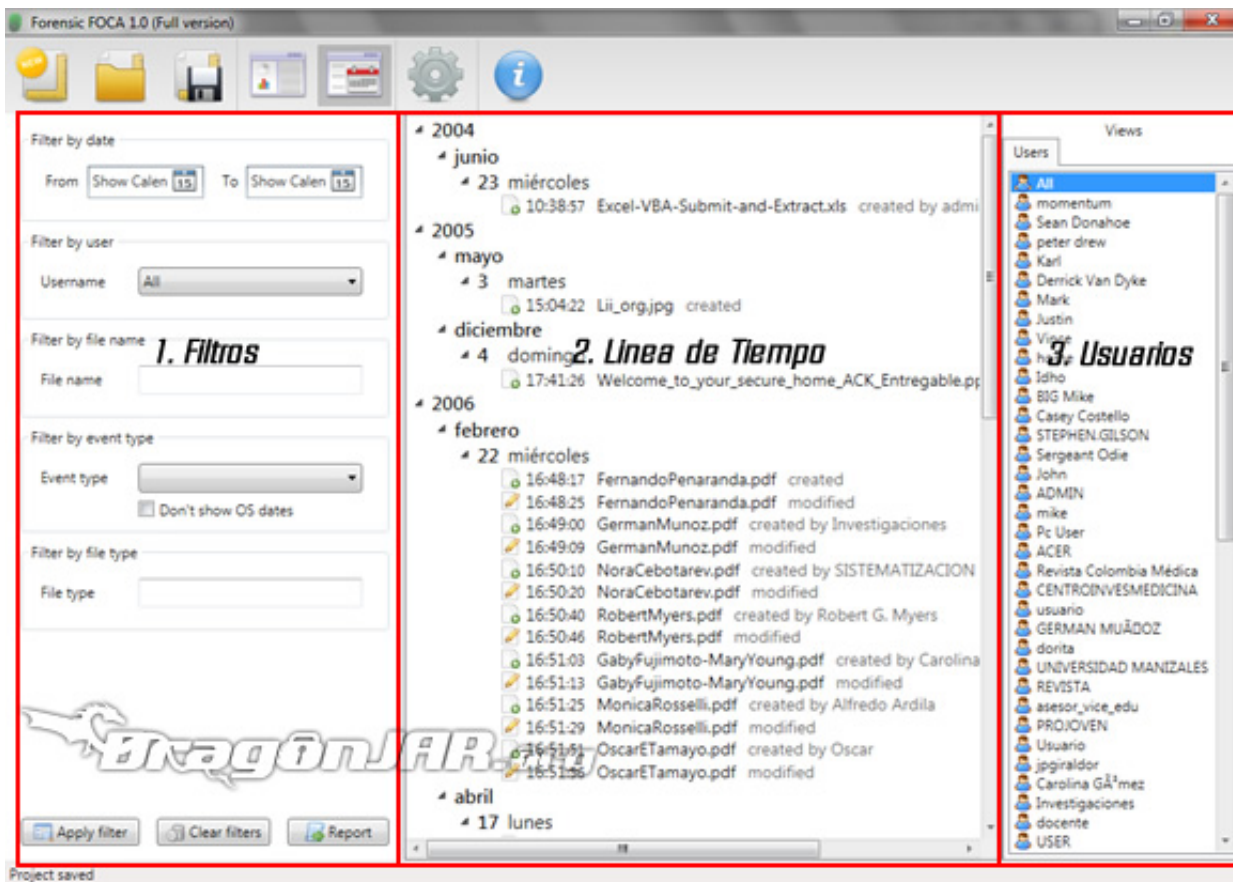 Forensic FOCA 1.0 (Full version)
NEW
Filter by date
From Show Calen 15 To Show Calen 15
Filter by user
Username All
Filter by file name
1. Filtros
File name
Filter by event type
Event type
Don't show OS dates
Filter by file type
File type
Apply filter Clear filters Report
2004
junio
23 miércoles
10:38:57 Excel-VBA-Submit-and-Extract.xls created by admi
2005
mayo
3 martes
15:04:22 Lii_org.jpg created
diciembre
4 doming
2. Linea de Tiempo
17:41:26 Welcome_to_your_secure_home_ACK_Entregable.pp
2006
febrero
22 miércoles
16:48:17 FernandoPenaranda.pdf created
16:48:25 FernandoPenaranda.pdf modified
16:49:00 GermanMunoz.pdf created by Investigaciones
16:49:09 GermanMunoz.pdf modified
16:50:10 NoraCebotarev.pdf created by SISTEMATIZACION
16:50:20 NoraCebotarev.pdf modified
16:50:40 RobertMyers.pdf created by Robert G. Myers
16:50:46 RobertMyers.pdf modified
16:51:03 GabyFujimoto-MaryYoung.pdf created by Carolina
16:51:13 GabyFujimoto-MaryYoung.pdf modified
16:51:25 MonicaRosselli.pdf created by Alfredo Ardila
16:51:29 MonicaRosselli.pdf modified
OscarETamayo.pdf created by Oscar
OscarETamayo.pdf modified
abril
17 lunes
DragonJAR.org
Views
Users
All
momentum
Sean Donahoe
peter drew
Karl
Derrick Van Dyke
Mark
Justin
3. Usuarios
Idho
BIG Mike
Casey Costello
STEPHEN.GILSON
Sergeant Odie
John
ADMIN
mike
Pc User
ACER
Revista Colombia Médica
CENTROINVESMEDICINA
usuario
GERMAN MUÃDOZ
dorita
UNIVERSIDAD MANIZALES
REVISTA
asesor_vice_edu
PROJOVEN
Usuario
jpgiraldor
Carolina GÃ³mez
Investigaciones
docente
USER
Project saved